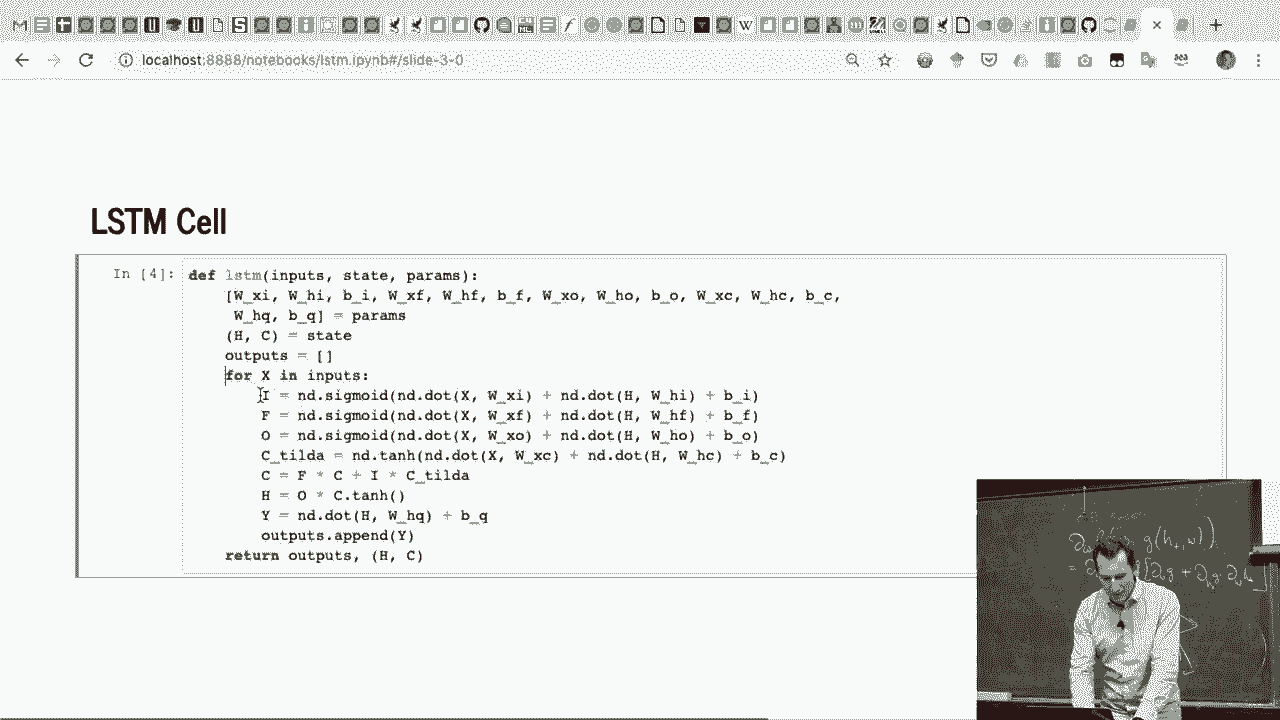 localhost:8888/notebooks/lstm.ipynb#/slide-3-0
LSTM Cell
In [4]:
def lstm(inputs, state, params):
    [W_xi, W_hi, b_i, W_xf, W_hf, b_f, W_xo, W_ho, b_o, W_xc, W_hc, b_c,
     W_hq, b_q] = params
    (H, C) = state
    outputs = []
    for X in inputs:
        I = nd.sigmoid(nd.dot(X, W_xi) + nd.dot(H, W_hi) + b_i)
        F = nd.sigmoid(nd.dot(X, W_xf) + nd.dot(H, W_hf) + b_f)
        O = nd.sigmoid(nd.dot(X, W_xo) + nd.dot(H, W_ho) + b_o)
        C_tilda = nd.tanh(nd.dot(X, W_xc) + nd.dot(H, W_hc) + b_c)
        C = F * C + I * C_tilda
        H = O * C.tanh()
        Y = nd.dot(H, W_hq) + b_q
        outputs.append(Y)
    return outputs, (H, C)